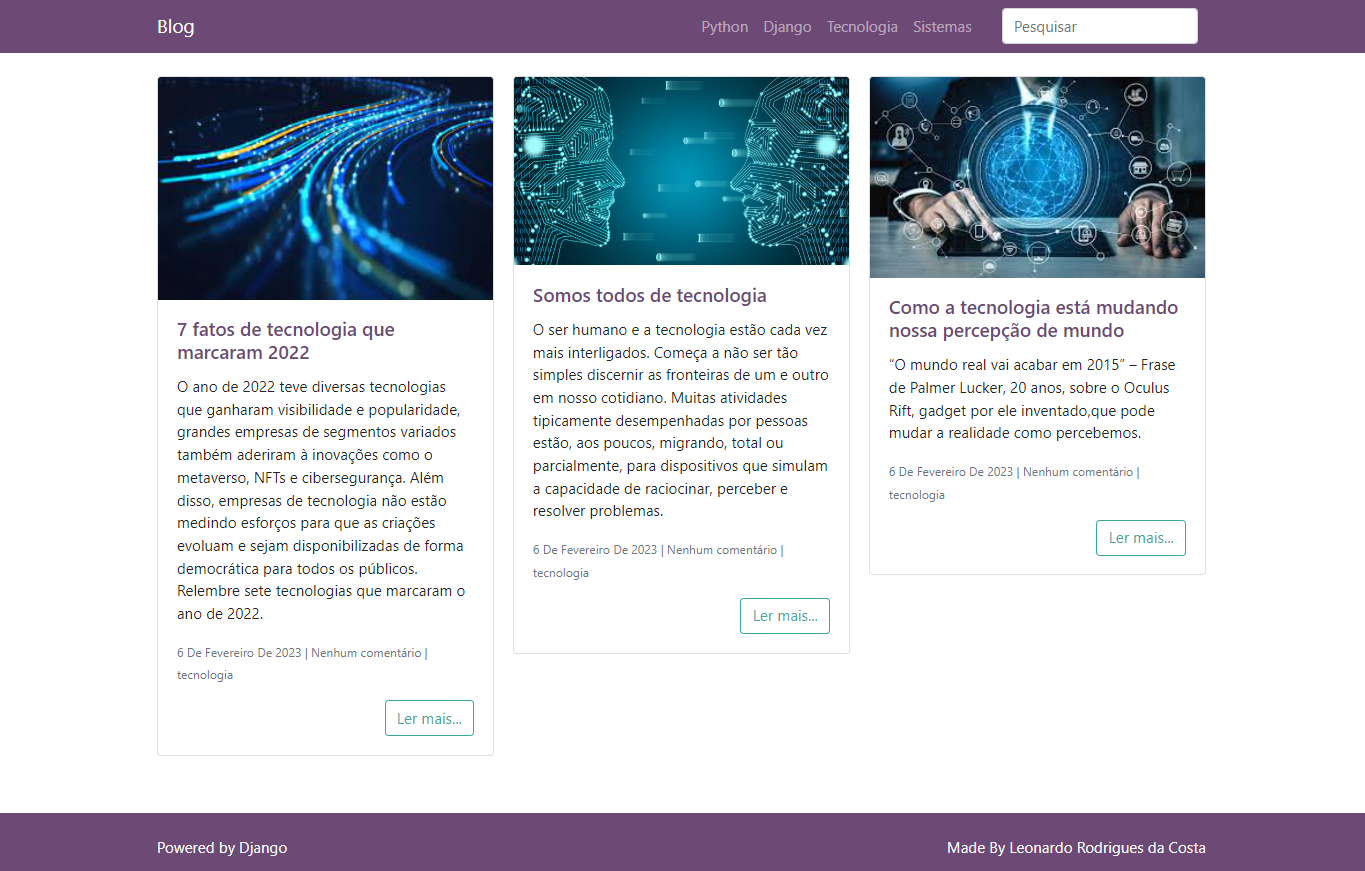 Blog
Python Django Tecnologia Sistemas Pesquisar
7 fatos de tecnologia que
marcaram 2022
O ano de 2022 teve diversas tecnologias
que ganharam visibilidade e popularidade,
grandes empresas de segmentos variados
também aderiram à inovações como o
metaverso, NFTs e cibersegurança. Além
disso, empresas de tecnologia não estão
medindo esforços para que as criações
evoluam e sejam disponibilizadas de forma
democrática para todos os públicos.
Relembre sete tecnologias que marcaram o
ano de 2022.
6 De Fevereiro De 2023 | Nenhum comentário |
tecnologia
Ler mais...
Somos todos de tecnologia
O ser humano e a tecnologia estão cada vez
mais interligados. Começa a não ser tão
simples discernir as fronteiras de um e outro
em nosso cotidiano. Muitas atividades
tipicamente desempenhadas por pessoas
estão, aos poucos, migrando, total ou
parcialmente, para dispositivos que simulam
a capacidade de raciocinar, perceber e
resolver problemas.
6 De Fevereiro De 2023 | Nenhum comentário |
tecnologia
Ler mais...
Como a tecnologia está mudando
nossa percepção de mundo
“O mundo real vai acabar em 2015” – Frase
de Palmer Lucker, 20 anos, sobre o Oculus
Rift, gadget por ele inventado,que pode
mudar a realidade como percebemos.
6 De Fevereiro De 2023 | Nenhum comentário |
tecnologia
Ler mais...
Powered by Django
Made By Leonardo Rodrigues da Costa